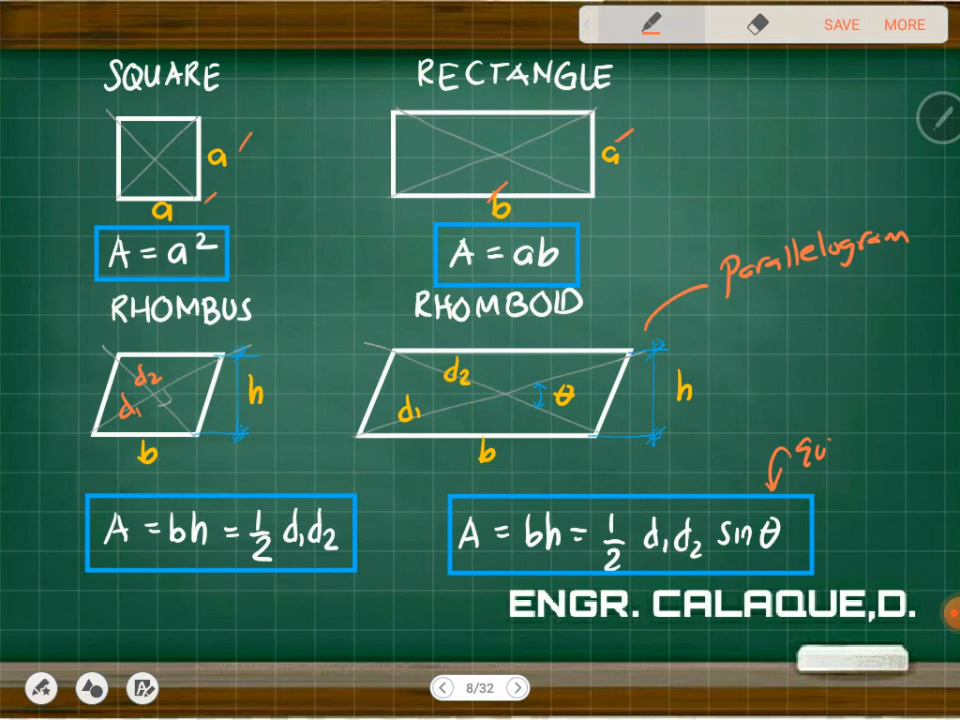 SAVE MORE
SQUARE
a
a
A = a²
RECTANGLE
a
b
A = ab
Parallelogram
RHOMBUS
d₂
d₁
h
b
A = bh = 1/2 d₁d₂
RHOMBOID
d₂
d₁
θ
h
b
A = bh = 1/2 d₁d₂ sin θ
ENGR. CALAQUE,D.
8/32